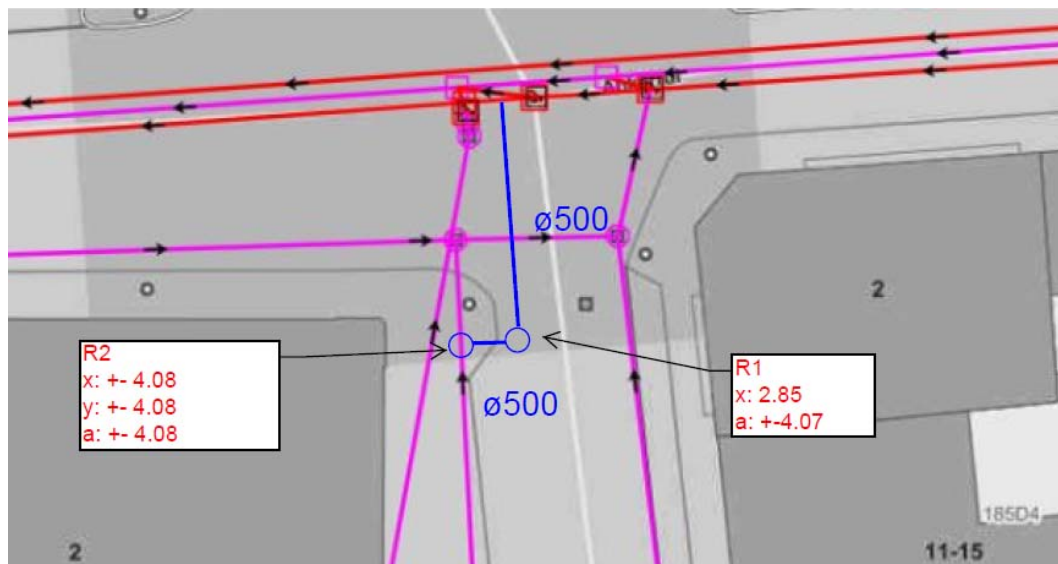 ø500
2
R2
x: +- 4.08
y: +- 4.08
a: +- 4.08
R1
x: 2.85
a: +-4.07
ø500
185D4
2
11-15